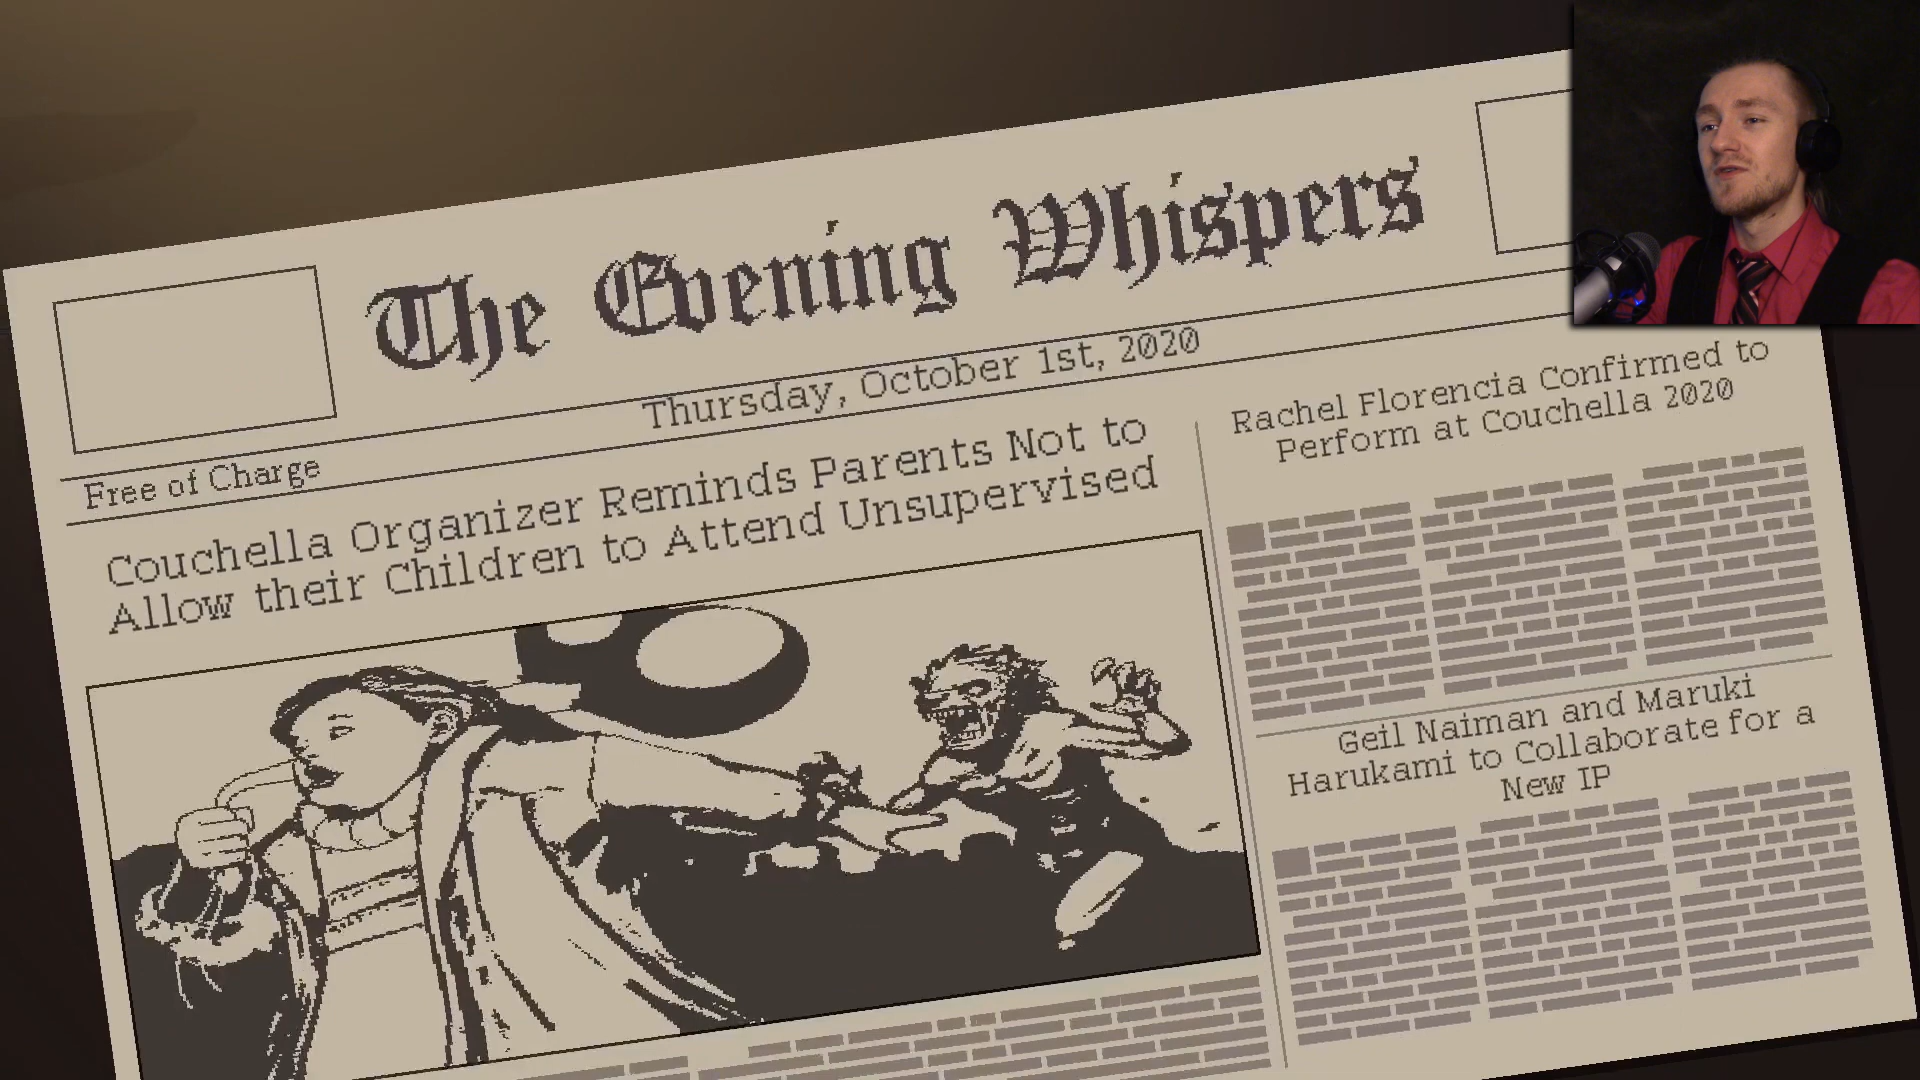 The Evening Whispers
Thursday, October 1st, 2020
Free of Charge
Couchella Organizer Reminds Parents Not to
Allow their Children to Attend Unsupervised
Rachel Florencia Confirmed to
Perform at Couchella 2020
Geil Naiman and Maruki
Harukami to Collaborate for a
New IP